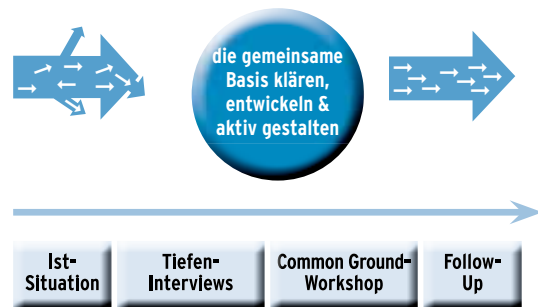 die gemeinsame
Basis klären,
entwickeln &
aktiv gestalten
Ist-
Situation
Tiefen-
Interviews
Common Ground-
Workshop
Follow-
Up